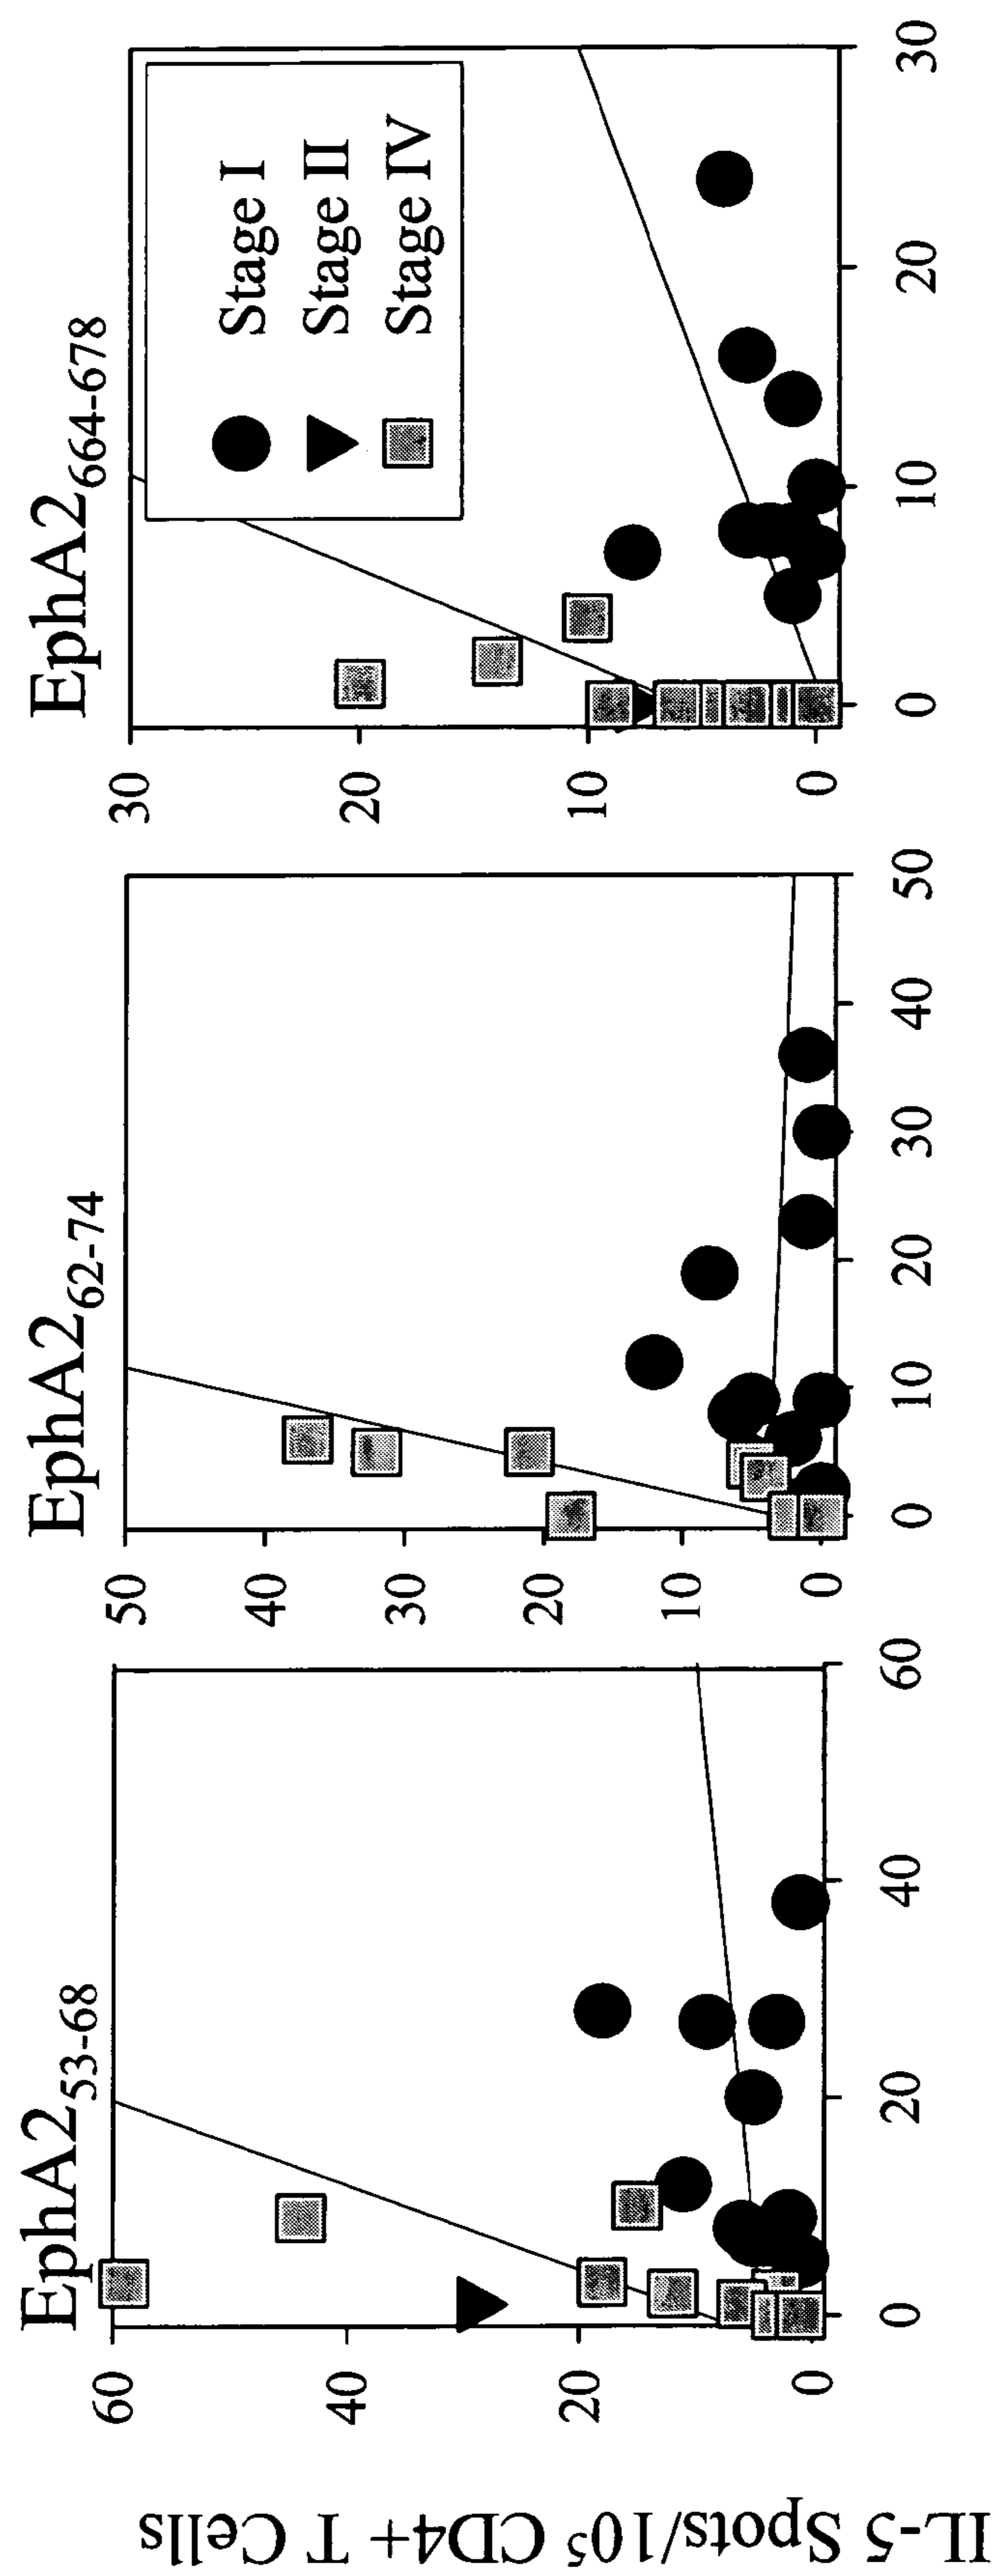 IL-5 Spots/10⁵ CD4+ T Cells
EphA2₅₃₋₆₈
60
40
20
0
0 20 40 60
EphA2₆₂₋₇₄
50
40
30
20
10
0
0 10 20 30 40 50
EphA2₆₆₄₋₆₇₈
30
20
10
0
0 10 20 30
Stage I
Stage II
Stage IV